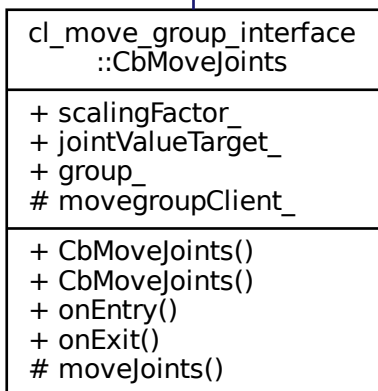 cl_move_group_interface
::CbMoveJoints
+ scalingFactor_
+ jointValueTarget_
+ group_
# movegroupClient_
+ CbMoveJoints()
+ CbMoveJoints()
+ onEntry()
+ onExit()
# moveJoints()